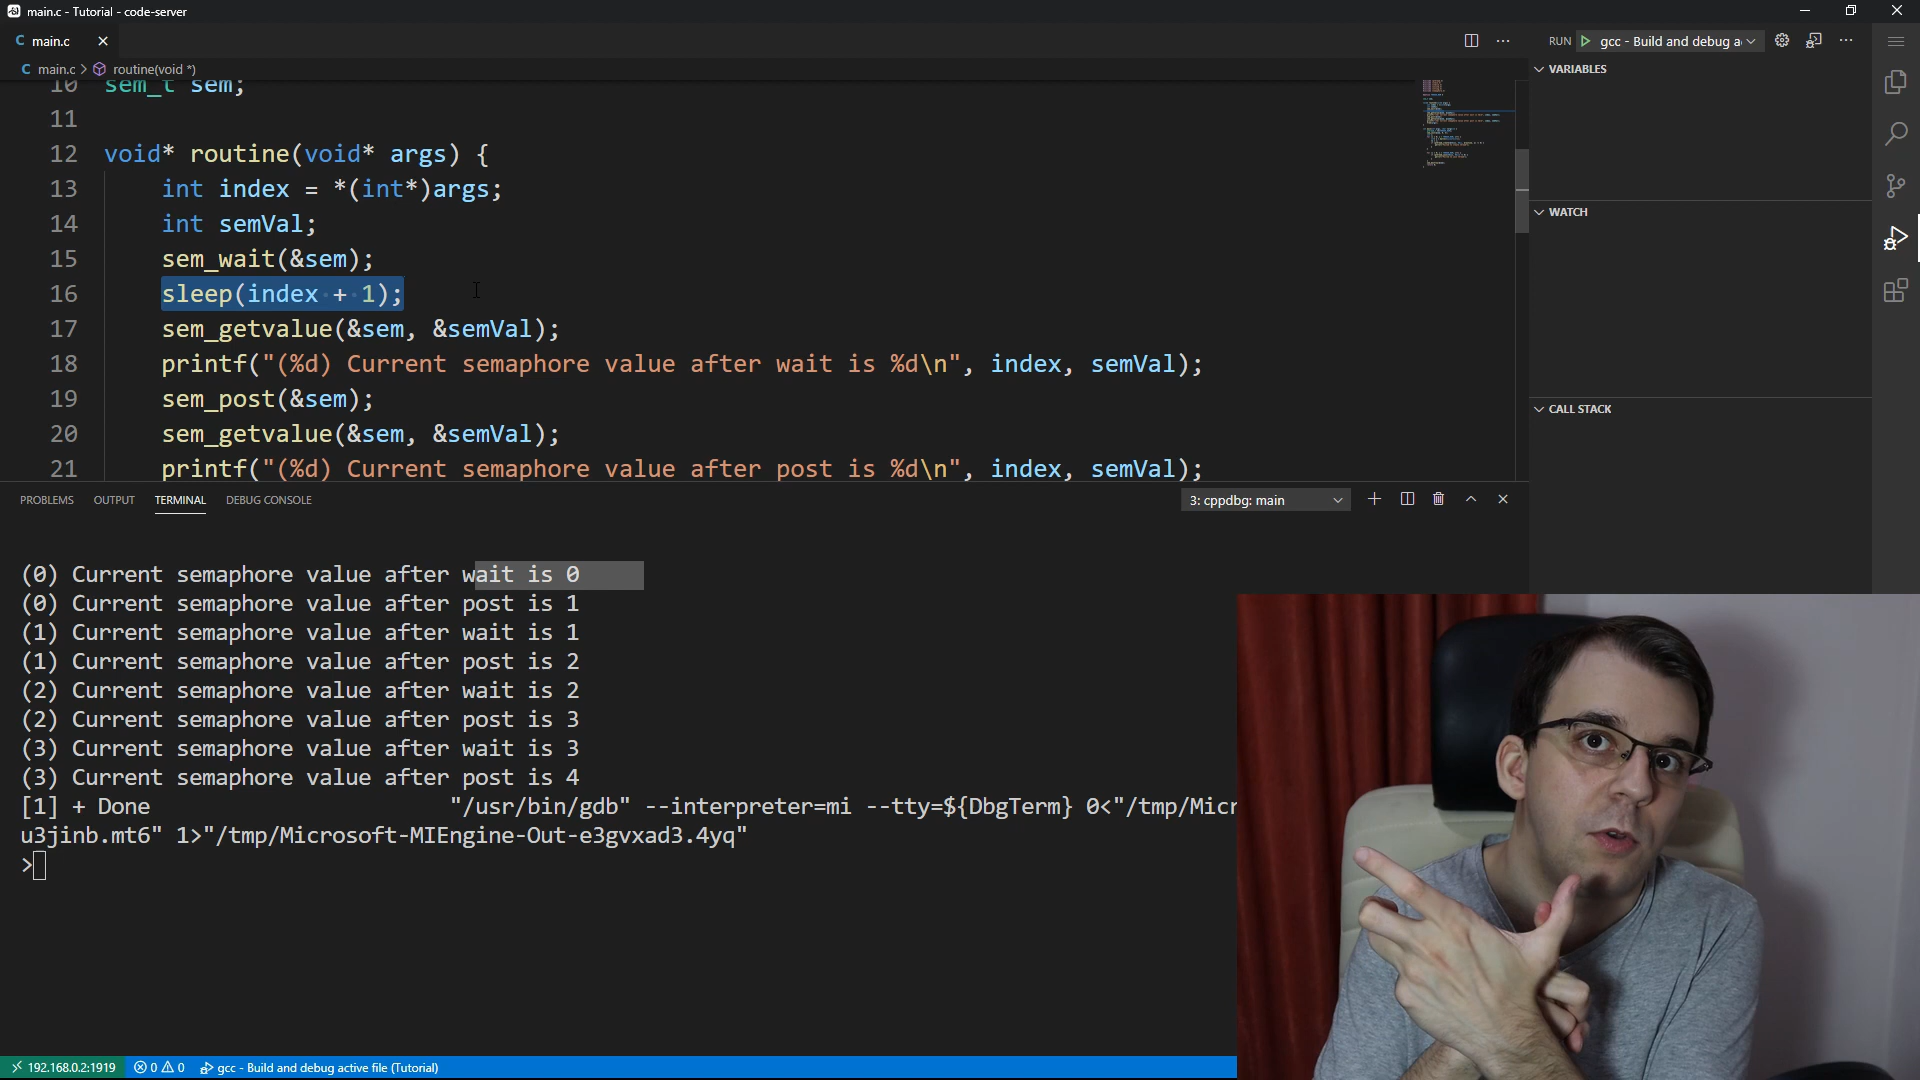 main.c - Tutorial - code-server
C main.c
RUN gcc - Build and debug a
C main.c > routine(void *)
VARIABLES
10 sem_t sem;
11
12 void* routine(void* args) {
13 int index = *(int*)args;
14 int semVal;
15 sem_wait(&sem);
16 sleep(index + 1);
17 sem_getvalue(&sem, &semVal);
18 printf("(%d) Current semaphore value after wait is %d\n", index, semVal);
19 sem_post(&sem);
20 sem_getvalue(&sem, &semVal);
21 printf("(%d) Current semaphore value after post is %d\n", index, semVal);
WATCH
CALL STACK
PROBLEMS OUTPUT TERMINAL DEBUG CONSOLE
3: cppdbg: main
(0) Current semaphore value after wait is 0
(0) Current semaphore value after post is 1
(1) Current semaphore value after wait is 1
(1) Current semaphore value after post is 2
(2) Current semaphore value after wait is 2
(2) Current semaphore value after post is 3
(3) Current semaphore value after wait is 3
(3) Current semaphore value after post is 4
[1] + Done "/usr/bin/gdb" --interpreter=mi --tty=${DbgTerm} 0<"/tmp/Micr
u3jinb.mt6" 1>"/tmp/Microsoft-MIEngine-Out-e3gvxad3.4yq"
>
192.168.0.2:1919 0 0 gcc - Build and debug active file (Tutorial)